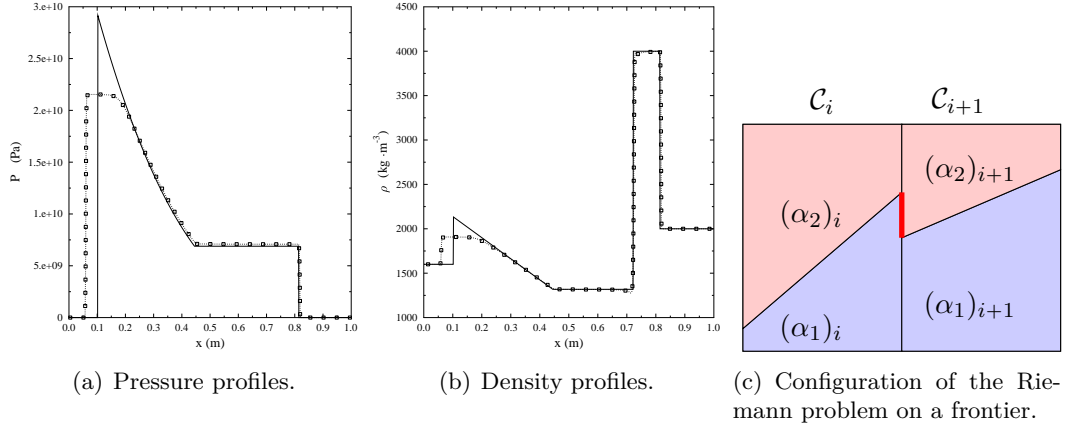 3.e+10
2.5e+10
2.e+10
1.5e+10
1.e+10
5.e+09
0
P (Pa)
0.0 0.1 0.2 0.3 0.4 0.5 0.6 0.7 0.8 0.9 1.0
x (m)
(a) Pressure profiles.
4500
4000
3500
3000
2500
2000
1500
1000
ρ (kg ·m⁻³)
0.0 0.1 0.2 0.3 0.4 0.5 0.6 0.7 0.8 0.9 1.0
x (m)
(b) Density profiles.
𝒞ᵢ 𝒞ᵢ₊₁
(α₂)ᵢ₊₁
(α₂)ᵢ
(α₁)ᵢ₊₁
(α₁)ᵢ
(c) Configuration of the Rie-
mann problem on a frontier.